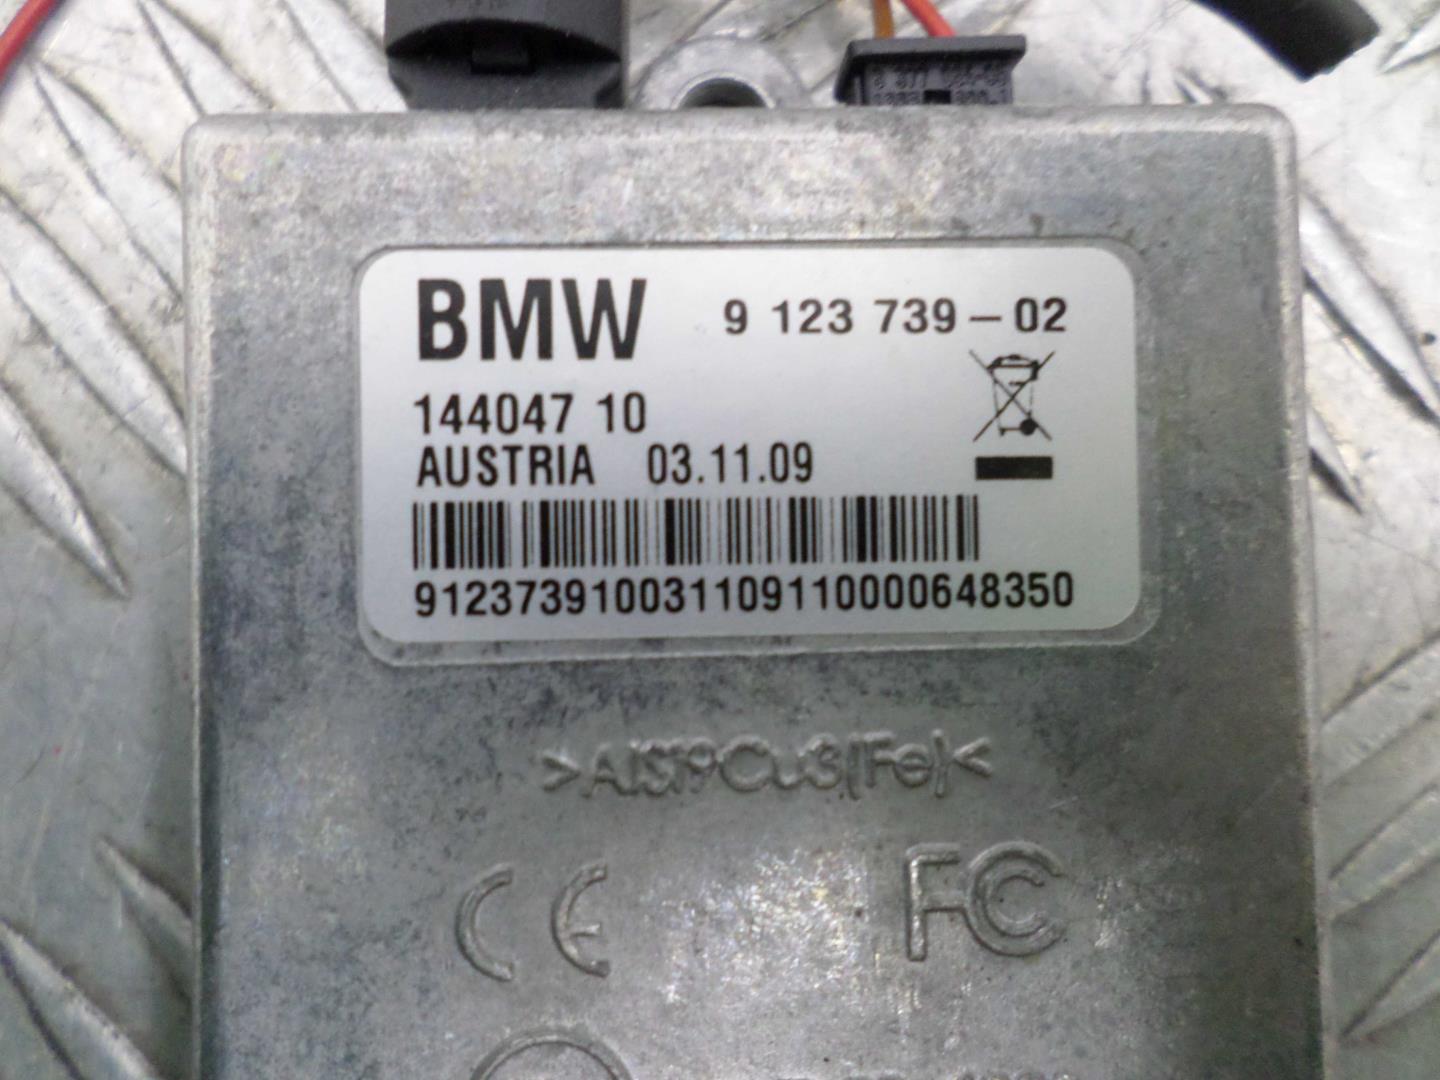 BMW 9 123 739-02
144047 10
AUSTRIA 03.11.09
912373910031109110000648350
>AlSi9Cu3(Fe)<
CE FC